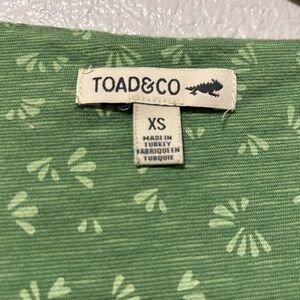 TOAD&CO
XS
MADE IN
TURKEY
FABRIQUE EN
TURQUIE